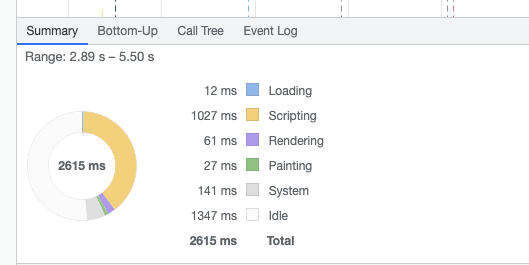 Summary Bottom-Up Call Tree Event Log
Range: 2.89 s – 5.50 s
12 ms Loading
1027 ms Scripting
61 ms Rendering
2615 ms
27 ms Painting
141 ms System
1347 ms Idle
2615 ms Total